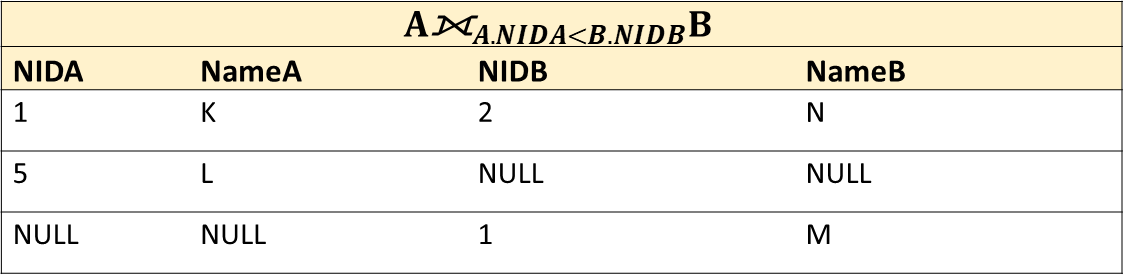 A⟗A.NIDA<B.NIDB B
NIDA NameA NIDB NameB
1 K 2 N
5 L NULL NULL
NULL NULL 1 M